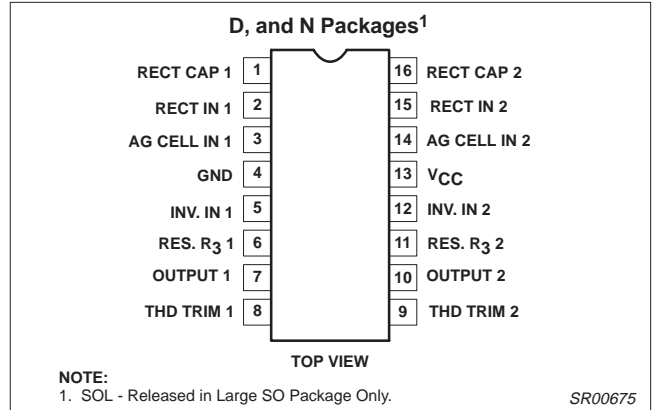 D, and N Packages1
RECT CAP 1 1 16 RECT CAP 2
RECT IN 1 2 15 RECT IN 2
AG CELL IN 1 3 14 AG CELL IN 2
GND 4 13 VCC
INV. IN 1 5 12 INV. IN 2
RES. R3 1 6 11 RES. R3 2
OUTPUT 1 7 10 OUTPUT 2
THD TRIM 1 8 9 THD TRIM 2
TOP VIEW
NOTE:
1. SOL - Released in Large SO Package Only.
SR00675